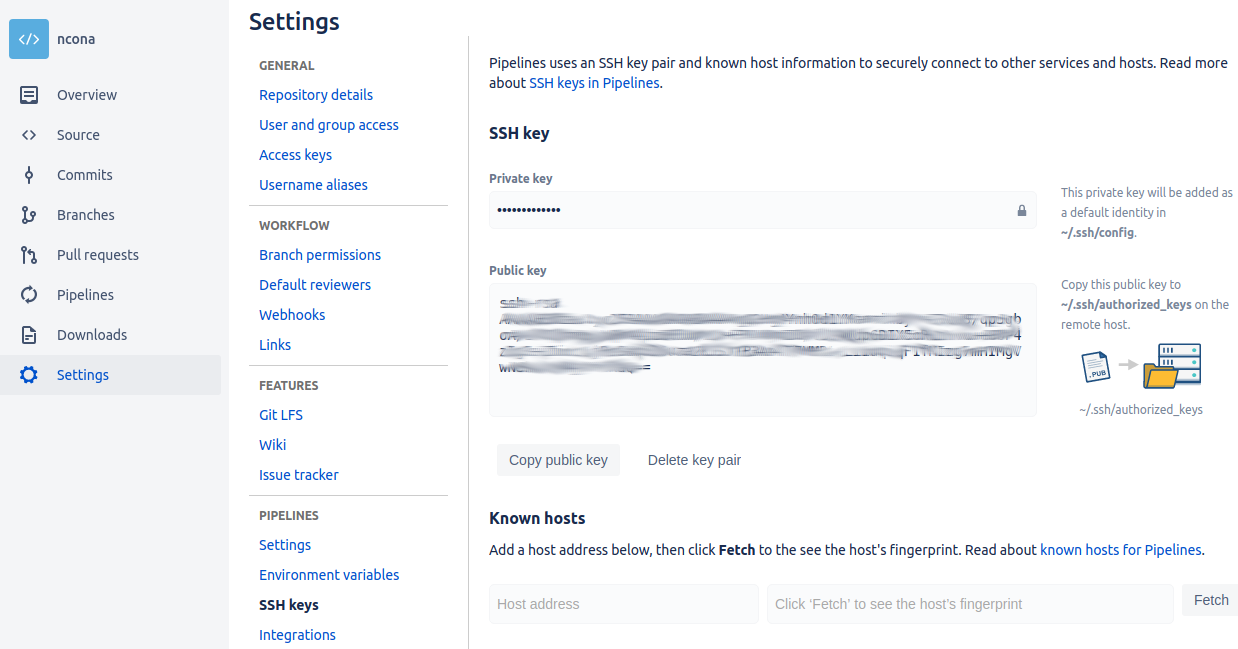 ncona
Overview
Source
Commits
Branches
Pull requests
Pipelines
Downloads
Settings
Settings
GENERAL
Repository details
User and group access
Access keys
Username aliases
WORKFLOW
Branch permissions
Default reviewers
Webhooks
Links
FEATURES
Git LFS
Wiki
Issue tracker
PIPELINES
Settings
Environment variables
SSH keys
Integrations
Pipelines uses an SSH key pair and known host information to securely connect to other services and hosts. Read more
about SSH keys in Pipelines.
SSH key
Private key
•••••••••••••
This private key will be added as
a default identity in
~/.ssh/config.
Public key
Copy this public key to
~/.ssh/authorized_keys on the
remote host.
.PUB
~/.ssh/authorized_keys
Copy public key
Delete key pair
Known hosts
Add a host address below, then click Fetch to the see the host's fingerprint. Read about known hosts for Pipelines.
Host address
Click 'Fetch' to see the host's fingerprint
Fetch